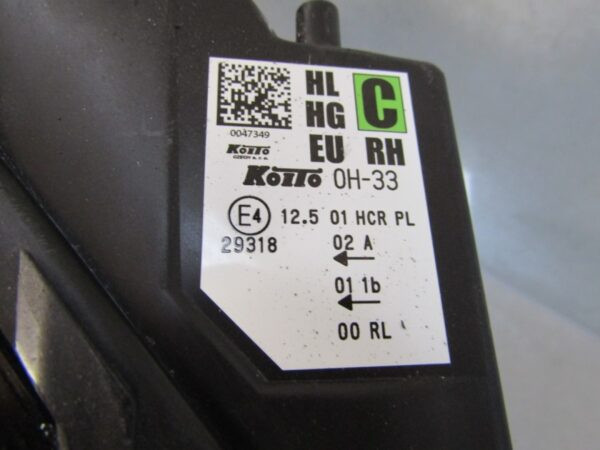 HL
HG C
0047349
KOITO
CZECH s. r. o.
EU RH
KOITO 0H-33
E4 12.5 01 HCR PL
29318 02 A
01 1b
00 RL